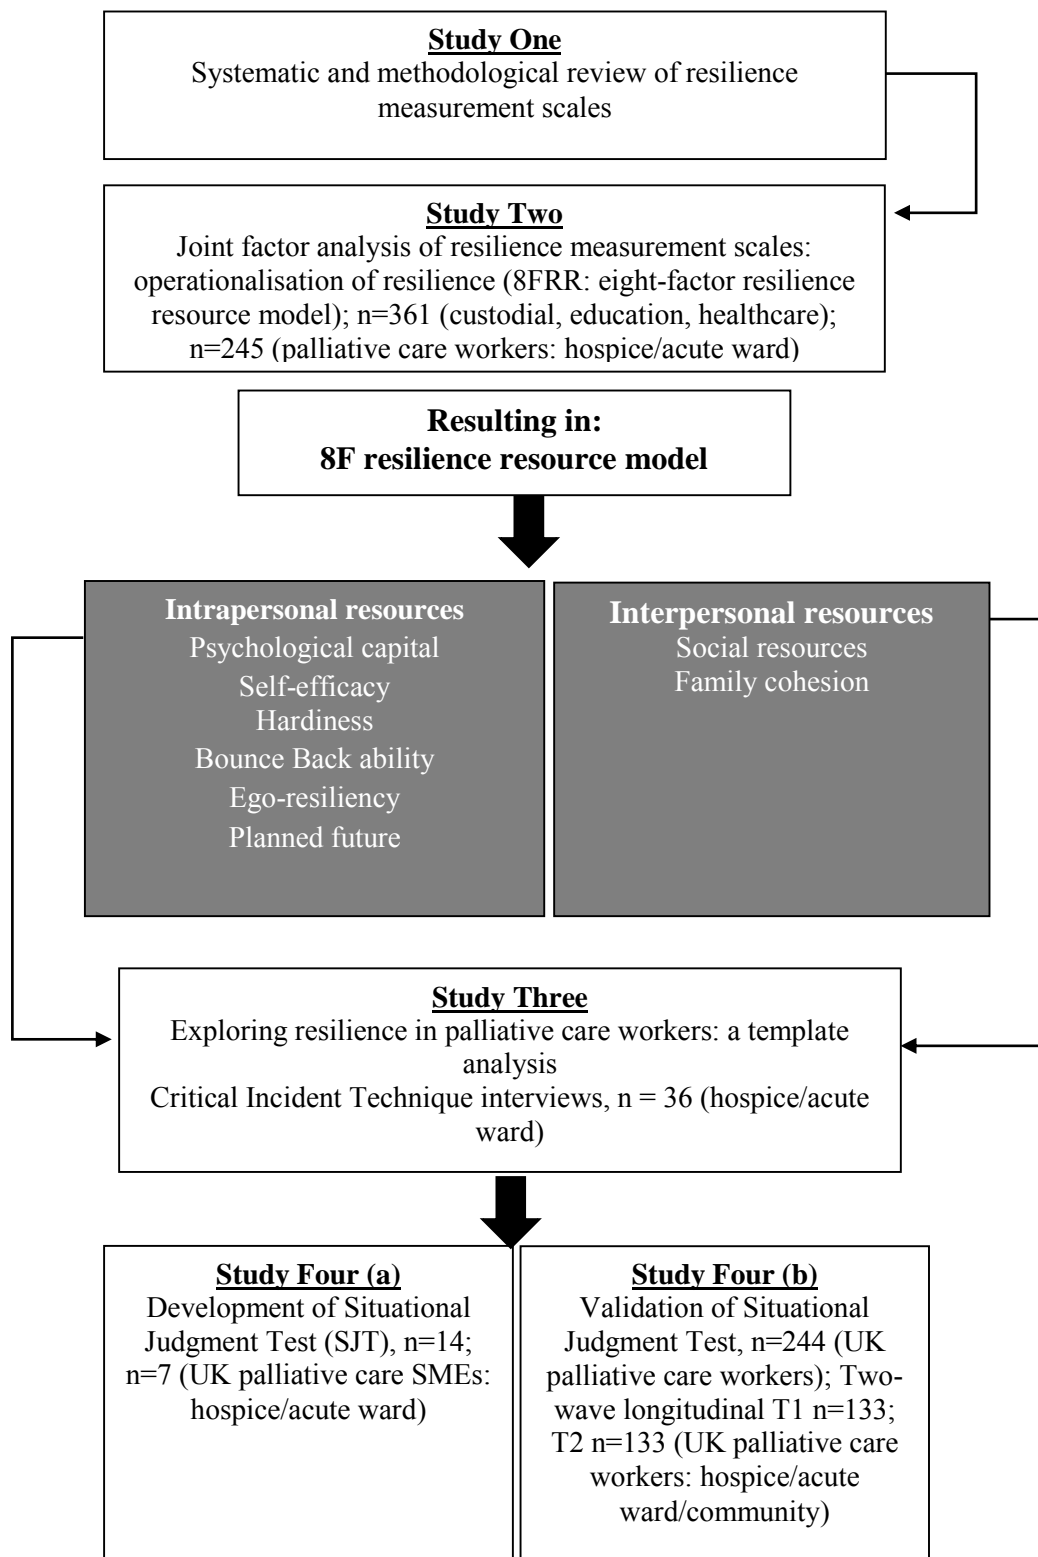 Study One
Systematic and methodological review of resilience
measurement scales
Study Two
Joint factor analysis of resilience measurement scales:
operationalisation of resilience (8FRR: eight-factor resilience
resource model); n=361 (custodial, education, healthcare);
n=245 (palliative care workers: hospice/acute ward)
Resulting in:
8F resilience resource model
Intrapersonal resources
Psychological capital
Self-efficacy
Hardiness
Bounce Back ability
Ego-resiliency
Planned future
Interpersonal resources
Social resources
Family cohesion
Study Three
Exploring resilience in palliative care workers: a template
analysis
Critical Incident Technique interviews, n = 36 (hospice/acute
ward)
Study Four (a)
Development of Situational
Judgment Test (SJT), n=14;
n=7 (UK palliative care SMEs:
hospice/acute ward)
Study Four (b)
Validation of Situational
Judgment Test, n=244 (UK
palliative care workers); Two-
wave longitudinal T1 n=133;
T2 n=133 (UK palliative care
workers: hospice/acute
ward/community)